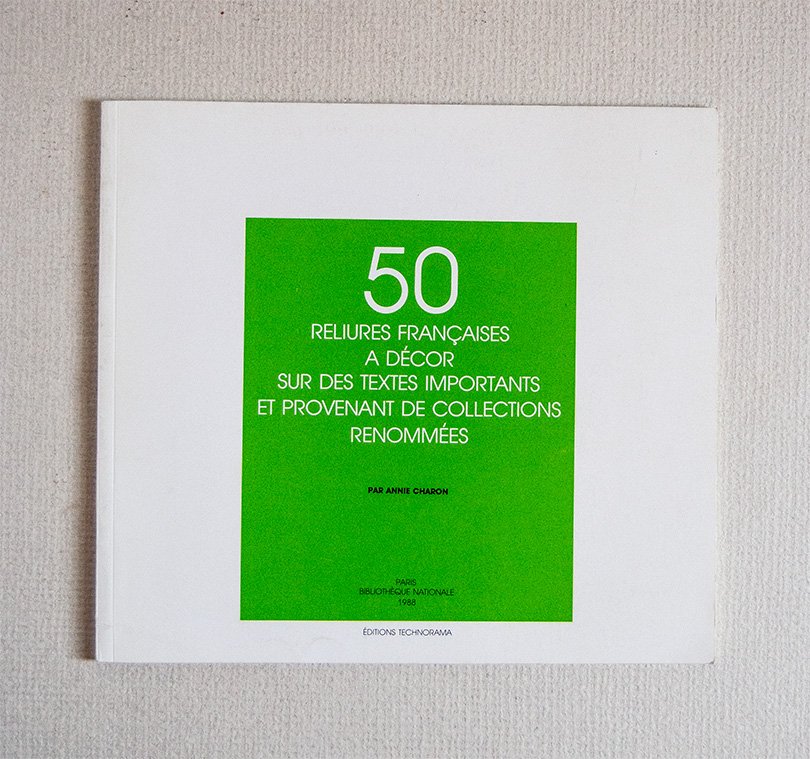 50
RELIURES FRANÇAISES
A DÉCOR
SUR DES TEXTES IMPORTANTS
ET PROVENANT DE COLLECTIONS
RENOMMÉES
PAR ANNIE CHARON
PARIS
BIBLIOTHÈQUE NATIONALE
1988
ÉDITIONS TECHNORAMA